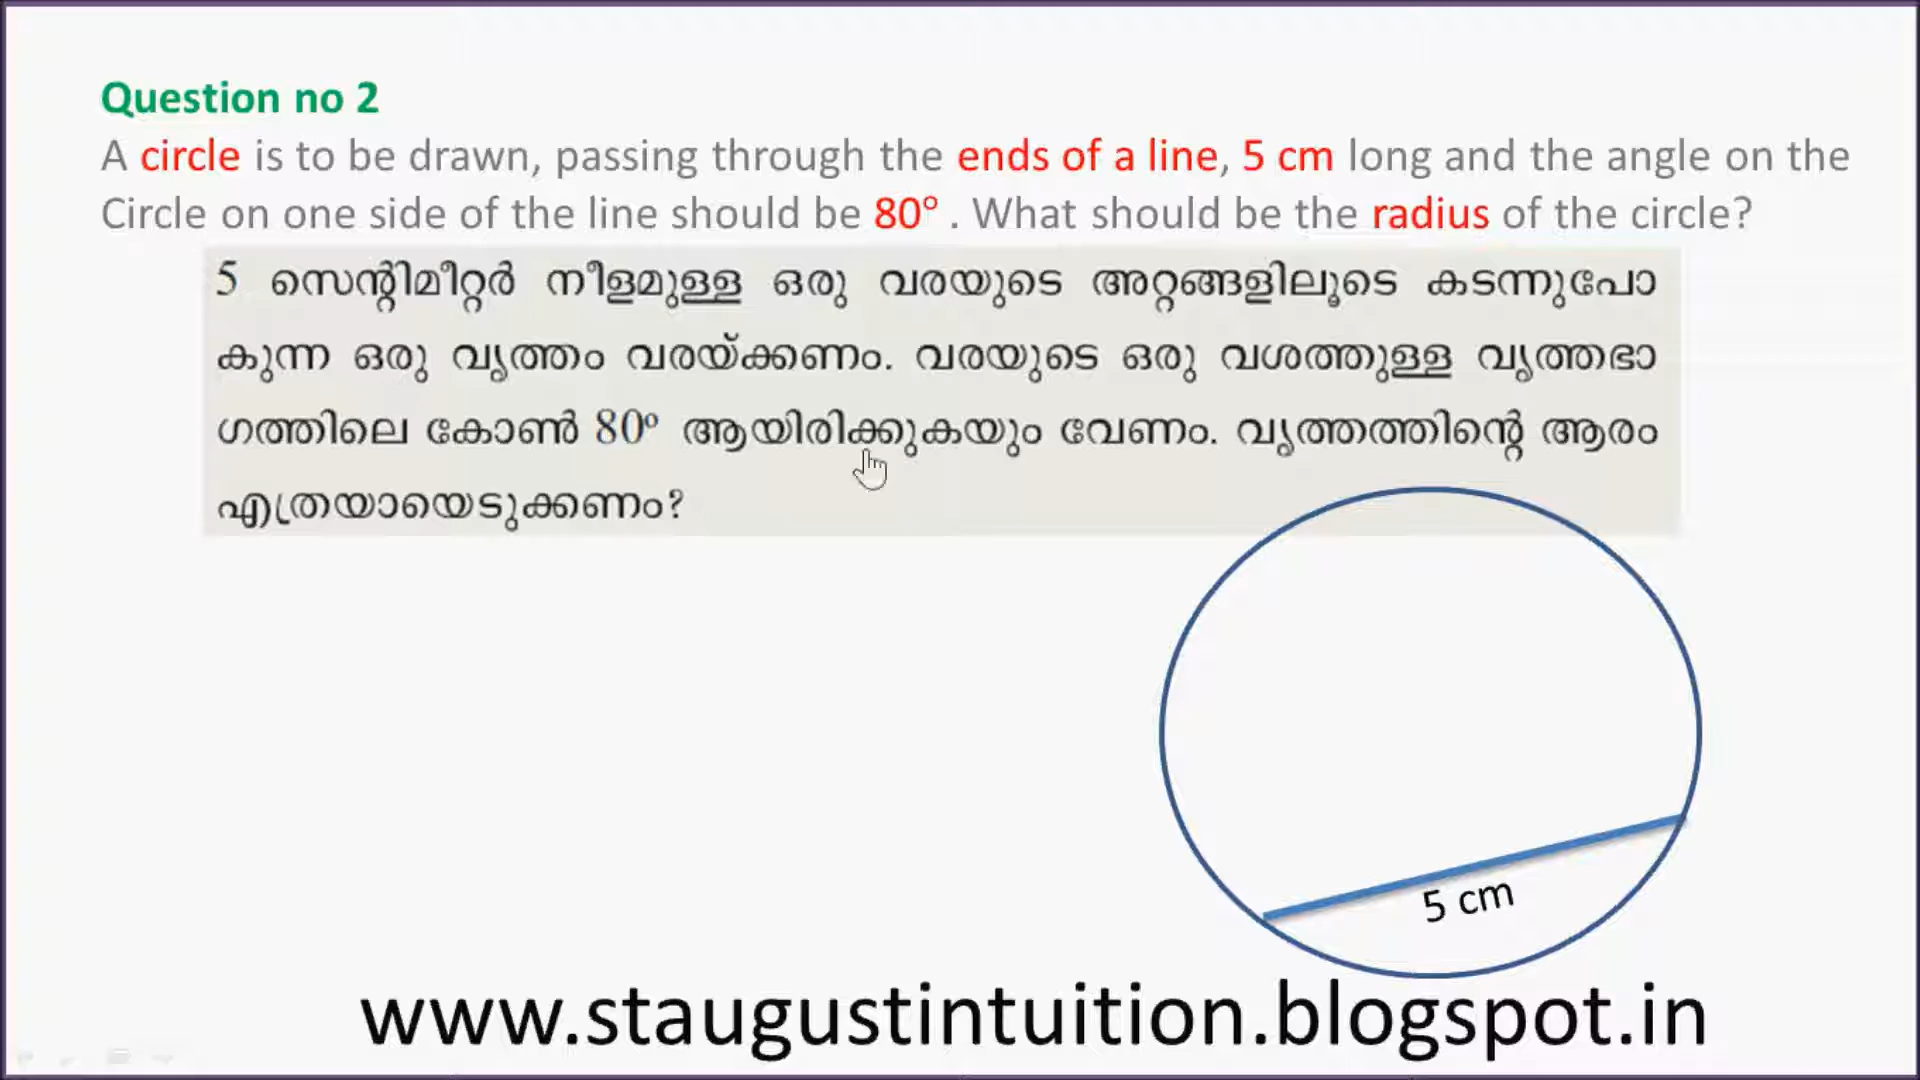 Question no 2
A circle is to be drawn, passing through the ends of a line, 5 cm long and the angle on the
Circle on one side of the line should be 80° . What should be the radius of the circle?
5 സെന്റിമീറ്റർ നീളമുള്ള ഒരു വരയുടെ അറ്റങ്ങളിലൂടെ കടന്നുപോ
കുന്ന ഒരു വൃത്തം വരയ്ക്കണം. വരയുടെ ഒരു വശത്തുള്ള വൃത്തഭാ
ഗത്തിലെ കോൺ 80° ആയിരിക്കുകയും വേണം. വൃത്തത്തിന്റെ ആരം
എത്രയായെടുക്കണം?
5 cm
www.staugustintuition.blogspot.in